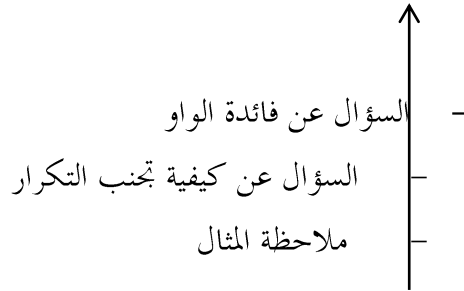 السؤال عن فائدة الواو
السؤال عن كيفية تجنب التكرار
ملاحظة المثال